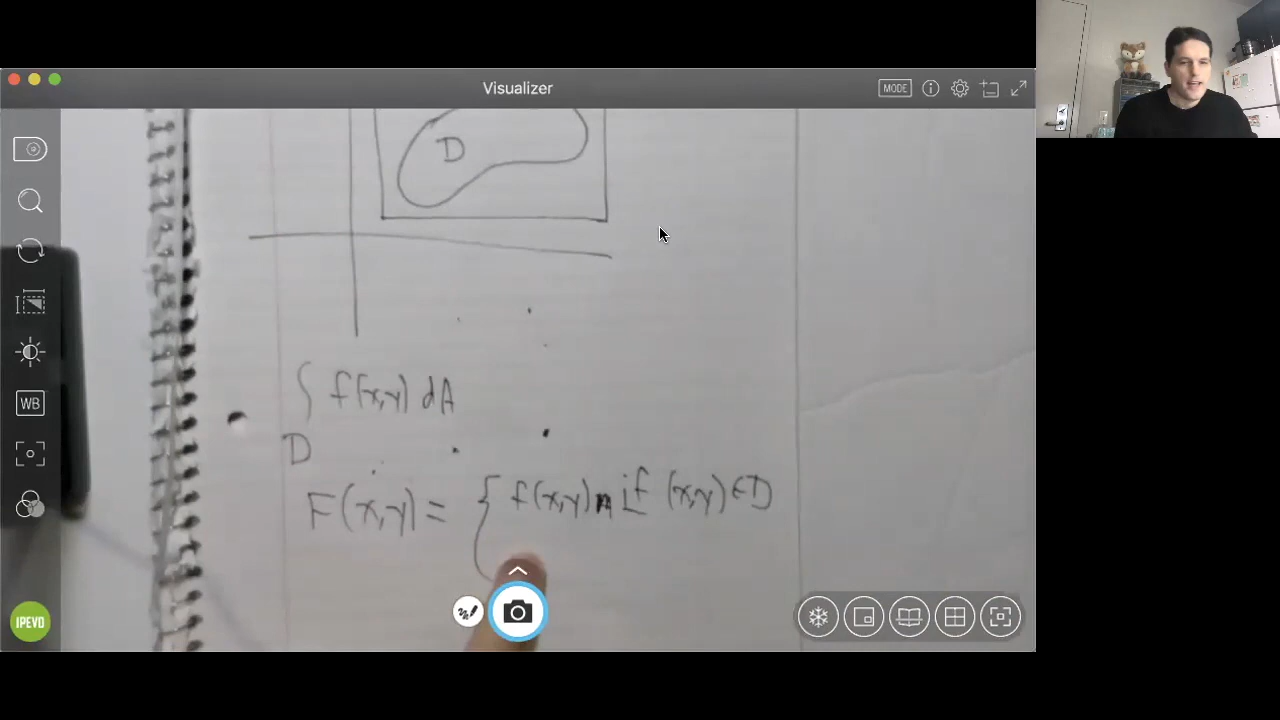 Visualizer
MODE
D
∫ f(x,y) dA
D
F(x,y) = { f(x,y) if (x,y) ∈ D
WB
IPEVO